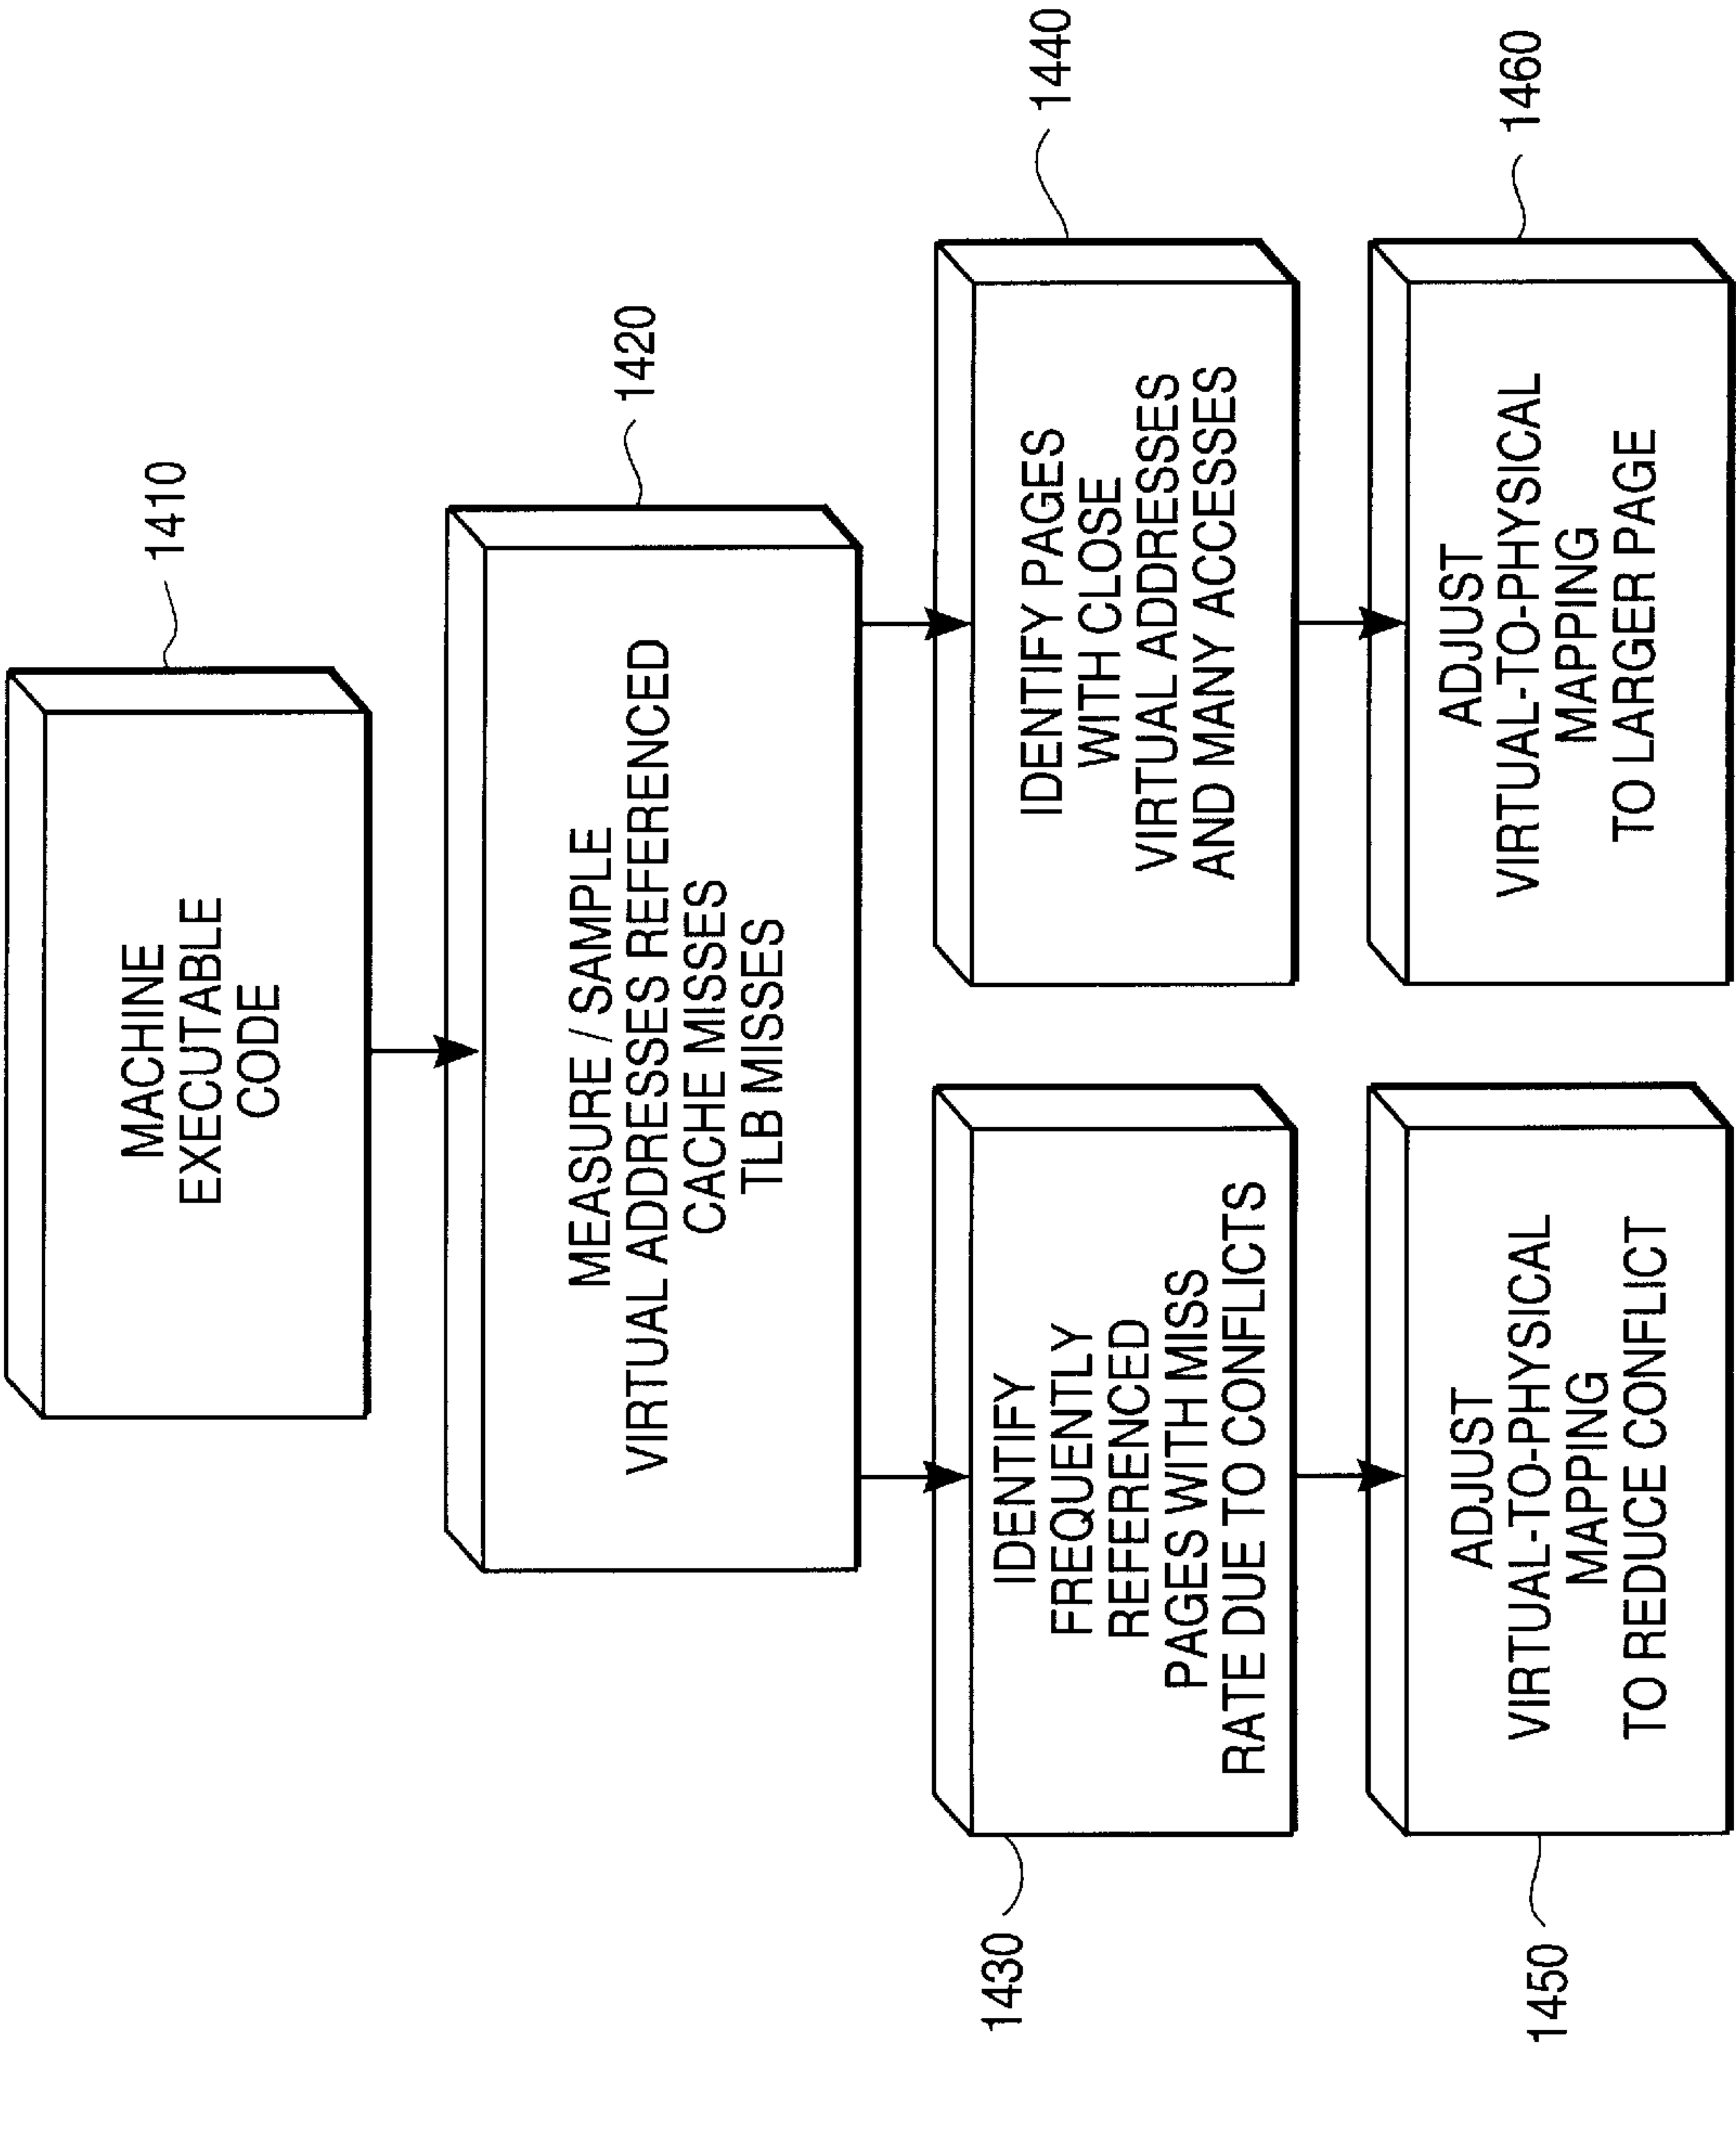 MACHINE
EXECUTABLE
CODE
1410
MEASURE / SAMPLE
VIRTUAL ADDRESSES REFERENCED
CACHE MISSES
TLB MISSES
1420
1430
IDENTIFY
FREQUENTLY
REFERENCED
PAGES WITH MISS
RATE DUE TO CONFLICTS
IDENTIFY PAGES
WITH CLOSE
VIRTUAL ADDRESSES
AND MANY ACCESSES
1440
1450
ADJUST
VIRTUAL-TO-PHYSICAL
MAPPING
TO REDUCE CONFLICT
ADJUST
VIRTUAL-TO-PHYSICAL
MAPPING
TO LARGER PAGE
1460